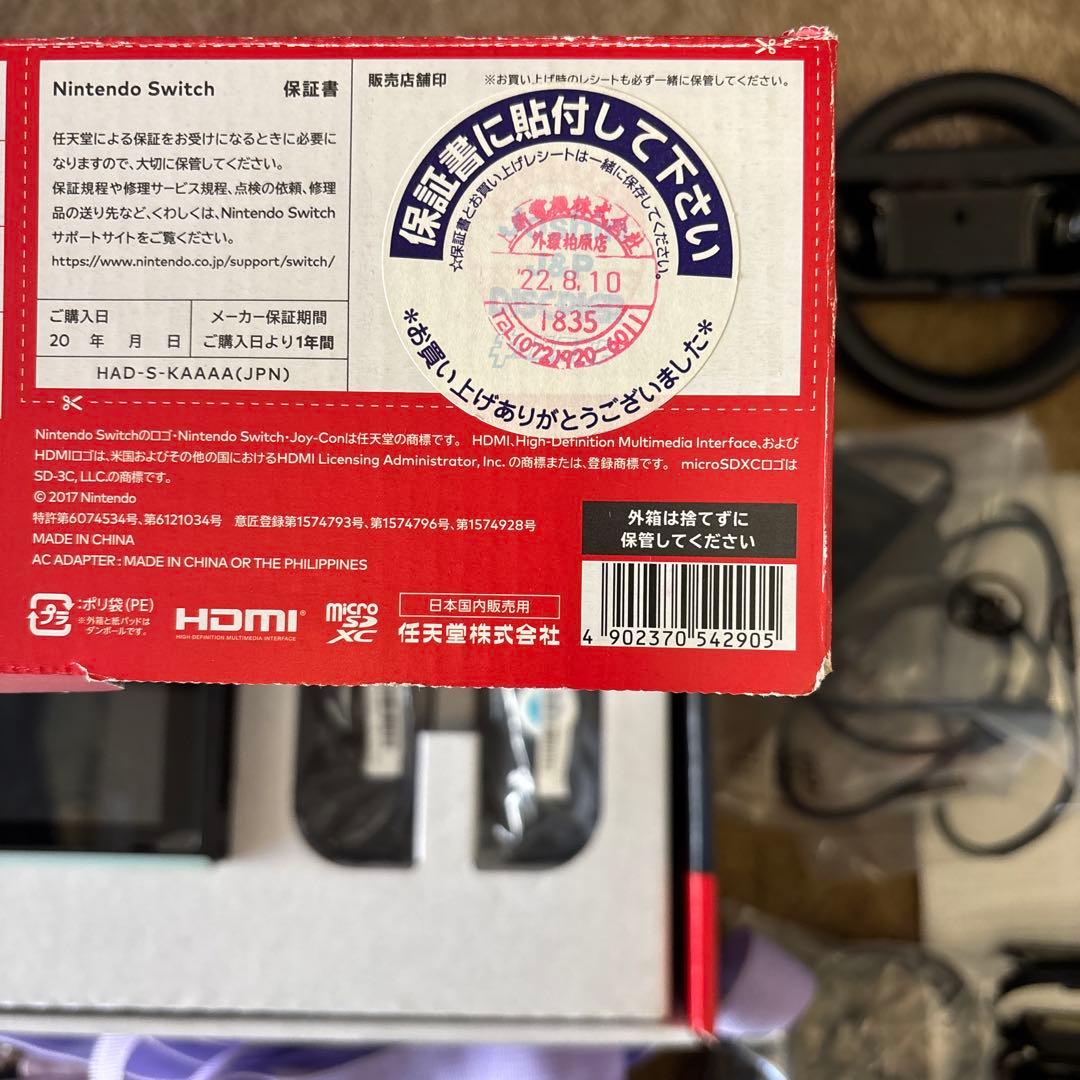 Nintendo Switch 保証書
任天堂による保証をお受けになるときに必要に
なりますので、大切に保管してください。
保証規程や修理サービス規程、点検の依頼、修理
品の送り先など、くわしくは、Nintendo Switch
サポートサイトをご覧ください。
https://www.nintendo.co.jp/support/switch/
ご購入日
20 年 月 日
メーカー保証期間
ご購入日より1年間
HAD-S-KAAAA(JPN)
販売店舗印 ※お買い上げ時のレシートも必ず一緒に保管してください。
保証書に貼付して下さい
☆保証書とお買い上げレシートは一緒に保存してください。
電機株式会社
外環柏原店
'22.8.10
1835
TEL(072)920-6011
*お買い上げありがとうございました*
Nintendo Switchのロゴ・Nintendo Switch・Joy-Conは任天堂の商標です。 HDMI、High-Definition Multimedia Interface、および
HDMIロゴは、米国およびその他の国におけるHDMI Licensing Administrator, Inc. の商標または、登録商標です。 microSDXCロゴは
SD-3C, LLC.の商標です。
© 2017 Nintendo
特許第6074534号、第6121034号 意匠登録第1574793号、第1574796号、第1574928号
MADE IN CHINA
AC ADAPTER : MADE IN CHINA OR THE PHILIPPINES
外箱は捨てずに
保管してください
プラ
:ポリ袋(PE)
※外箱と紙パッドは
ダンボールです。
HDMI®
HIGH-DEFINITION MULTIMEDIA INTERFACE
micro
SD
XC
日本国内販売用
任天堂株式会社
4 902370 542905